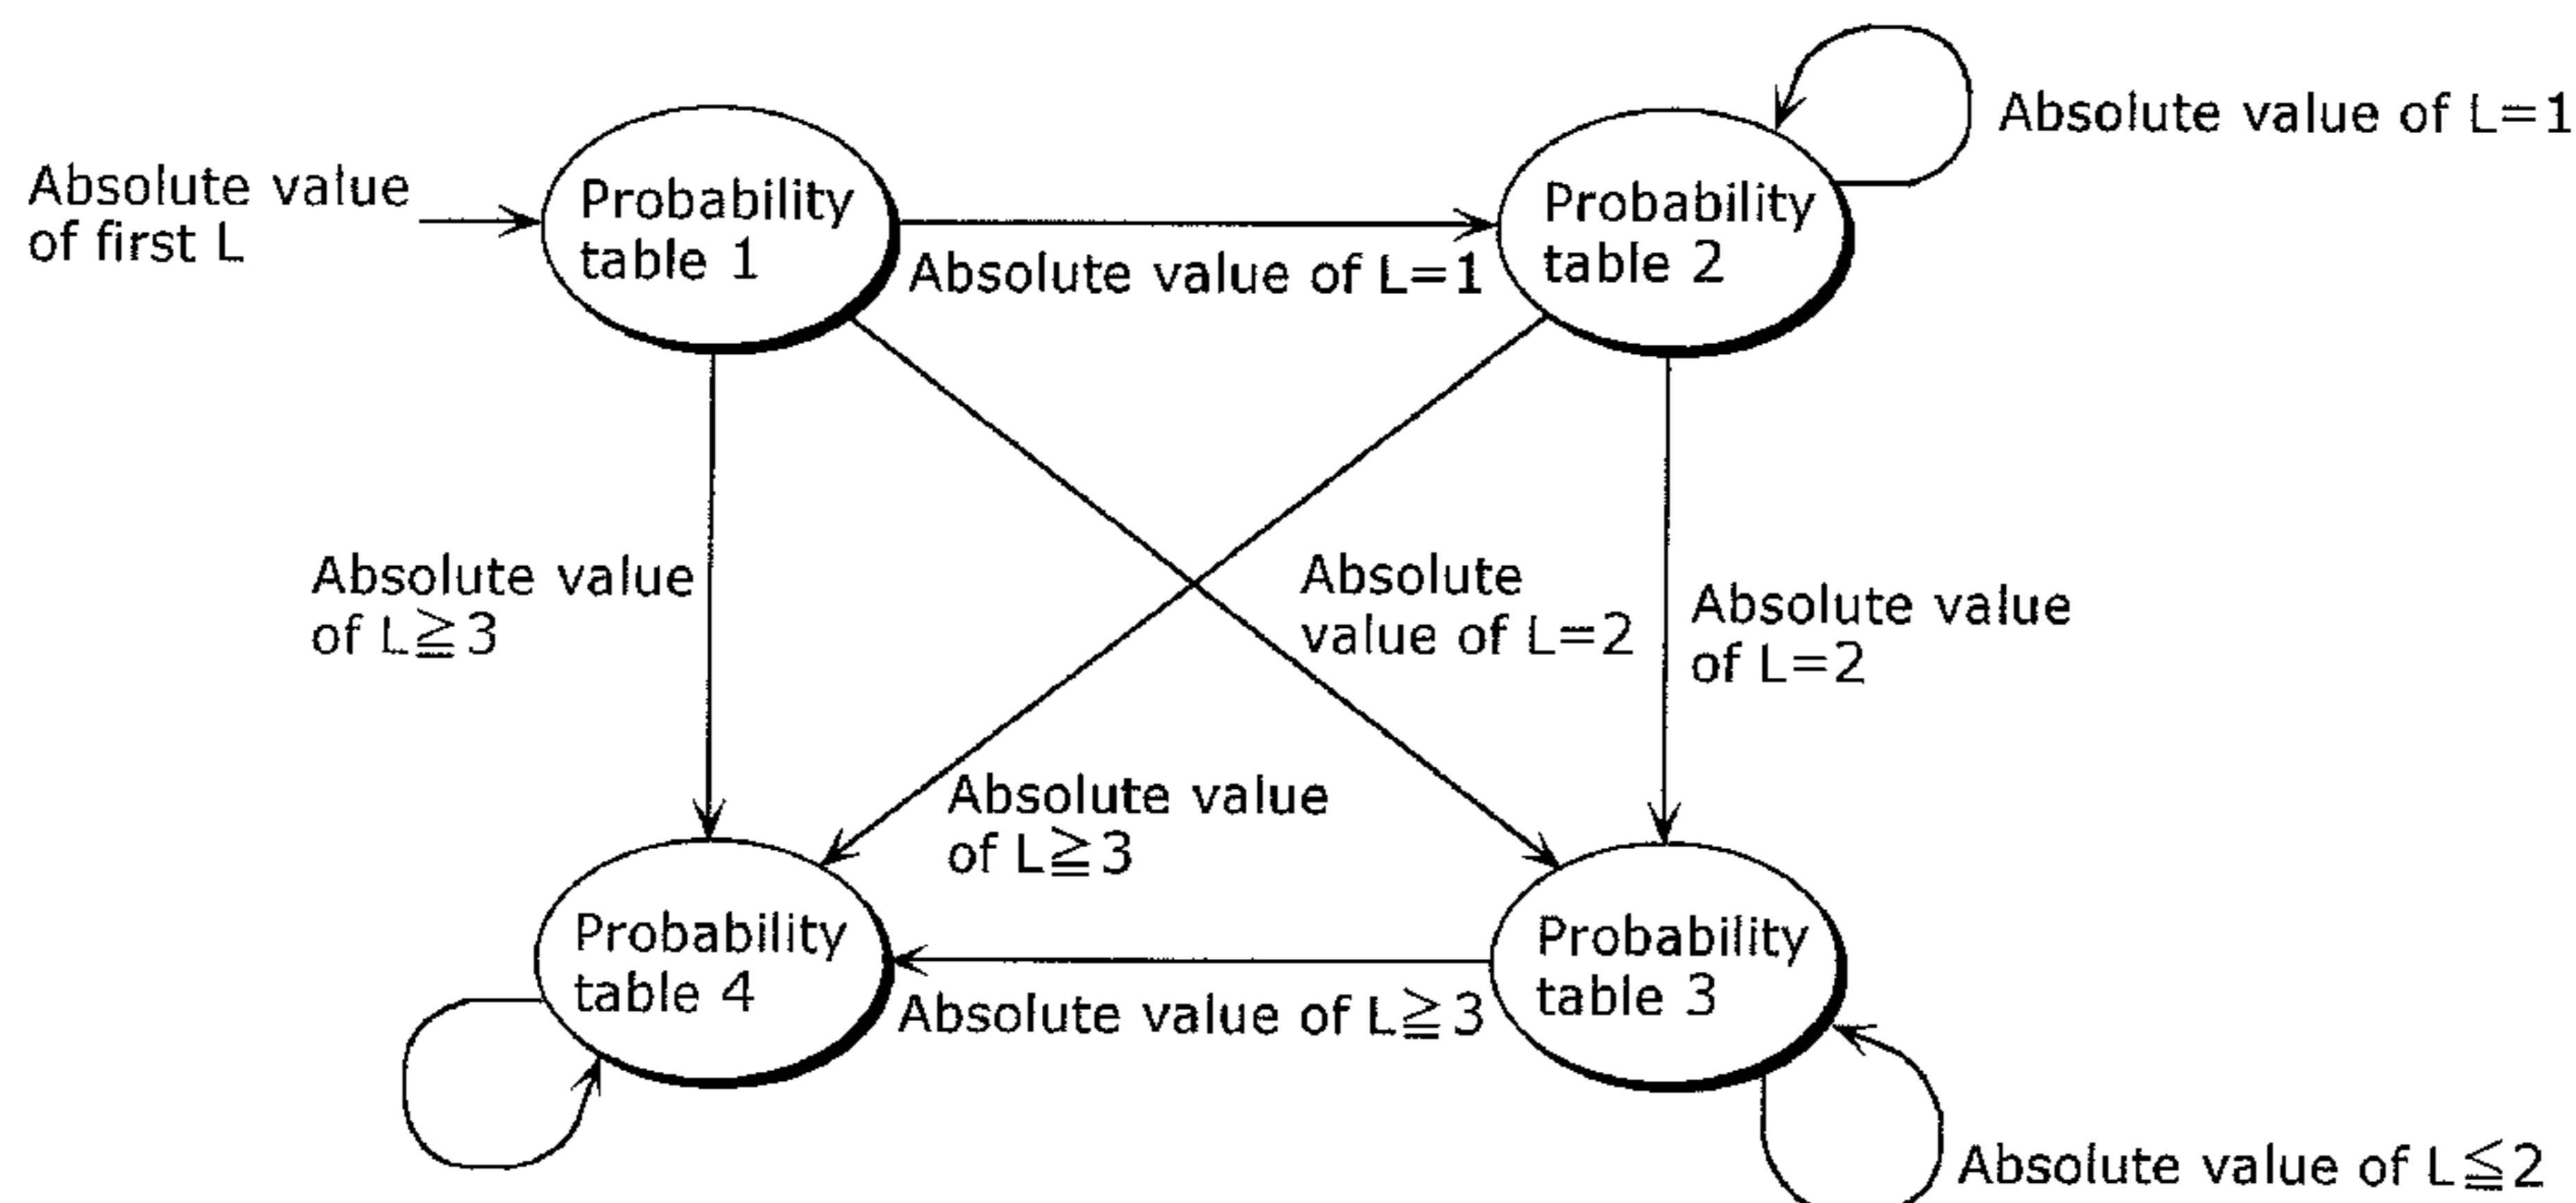 Absolute value of L=1
Absolute value
of first L
Probability
table 1
Absolute value of L=1
Probability
table 2
Absolute value
of L≧3
Absolute
value of L=2
Absolute value
of L=2
Absolute value
of L≧3
Probability
table 4
Absolute value of L≧3
Probability
table 3
Absolute value of L≦2